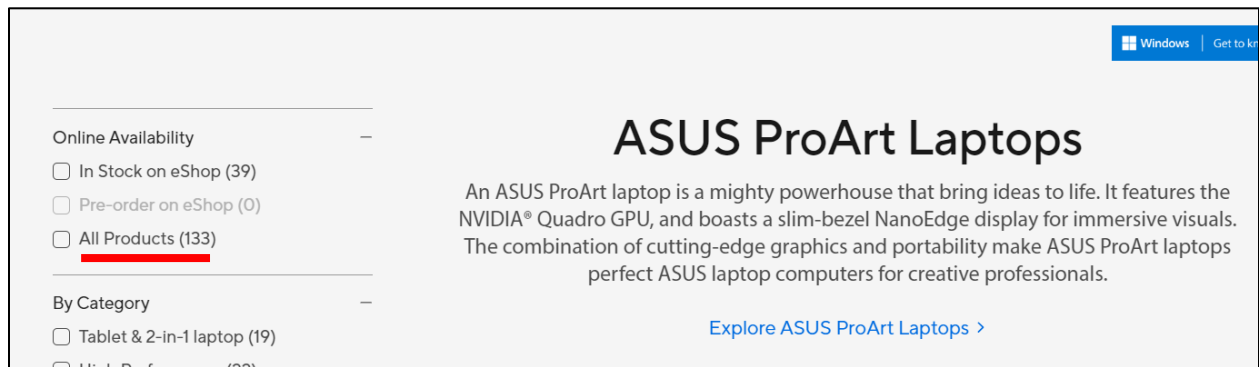 Windows | Get to kn
Online Availability
In Stock on eShop (39)
Pre-order on eShop (0)
All Products (133)
By Category
Tablet & 2-in-1 laptop (19)
ASUS ProArt Laptops
An ASUS ProArt laptop is a mighty powerhouse that bring ideas to life. It features the
NVIDIA® Quadro GPU, and boasts a slim-bezel NanoEdge display for immersive visuals.
The combination of cutting-edge graphics and portability make ASUS ProArt laptops
perfect ASUS laptop computers for creative professionals.
Explore ASUS ProArt Laptops >